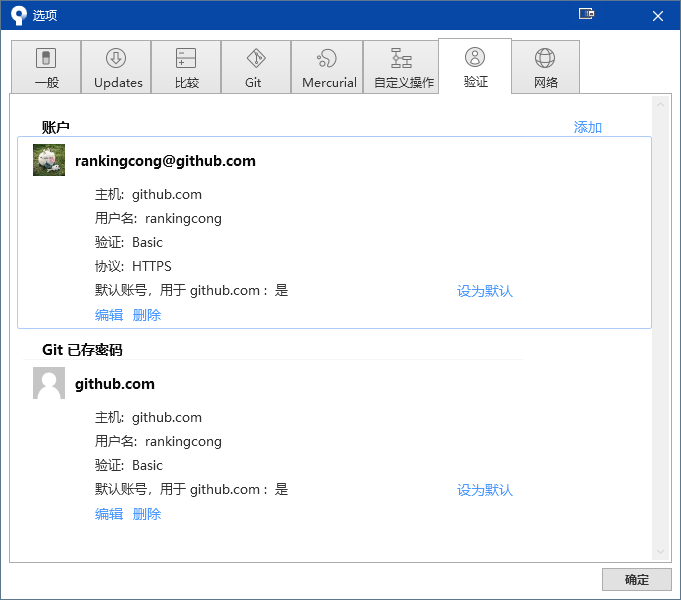 选项
一般 Updates 比较 Git Mercurial 自定义操作 验证 网络
账户 添加
rankingcong@github.com
主机: github.com
用户名: rankingcong
验证: Basic
协议: HTTPS
默认账号，用于 github.com： 是 设为默认
编辑 删除
Git 已存密码
github.com
主机: github.com
用户名: rankingcong
验证: Basic
默认账号，用于 github.com： 是 设为默认
编辑 删除
确定